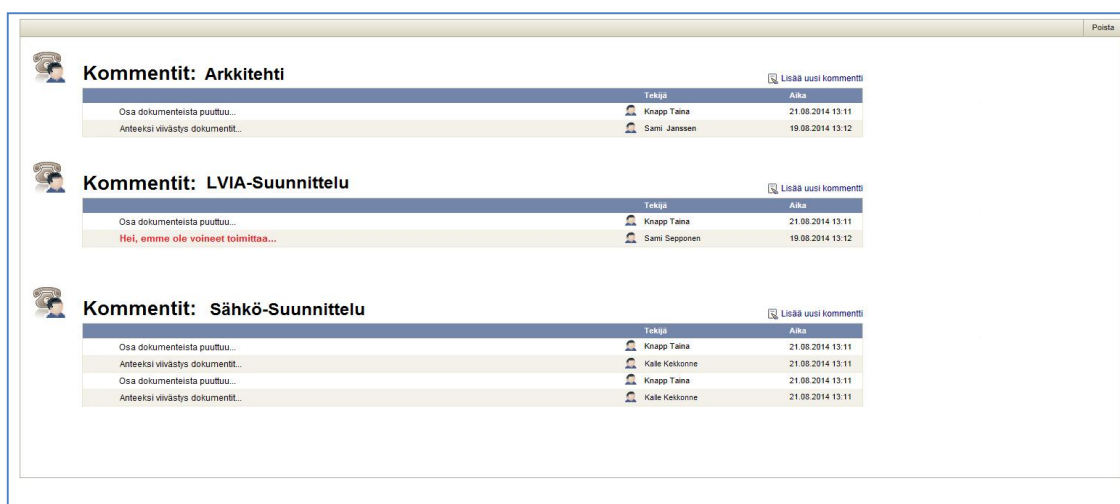 Poista
Kommentit: Arkkitehti
Lisää uusi kommentti
Tekijä Aika
Osa dokumenteista puuttuu... Knapp Taina 21.08.2014 13:11
Anteeksi viivästys dokumentit... Sami Janssen 19.08.2014 13:12
Kommentit: LVIA-Suunnittelu
Lisää uusi kommentti
Tekijä Aika
Osa dokumenteista puuttuu... Knapp Taina 21.08.2014 13:11
Hei, emme ole voineet toimittaa... Sami Sepponen 19.08.2014 13:12
Kommentit: Sähkö-Suunnittelu
Lisää uusi kommentti
Tekijä Aika
Osa dokumenteista puuttuu... Knapp Taina 21.08.2014 13:11
Anteeksi viivästys dokumentit... Kalle Kekkonne 21.08.2014 13:11
Osa dokumenteista puuttuu... Knapp Taina 21.08.2014 13:11
Anteeksi viivästys dokumentit... Kalle Kekkonne 21.08.2014 13:11